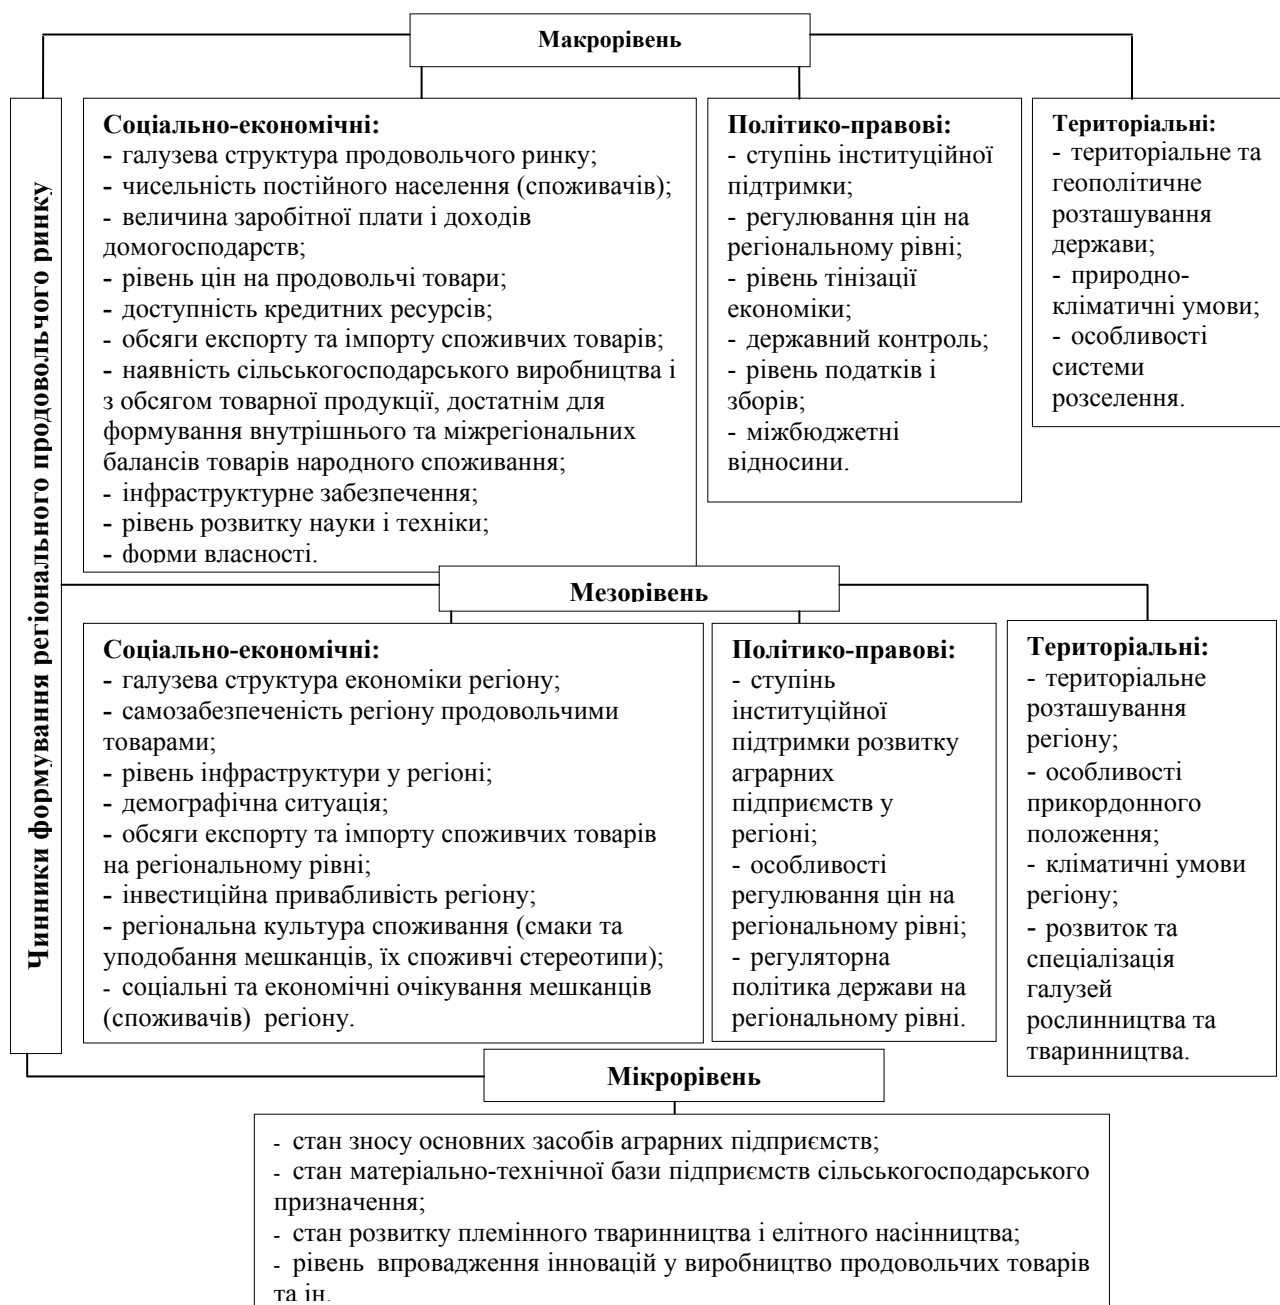 Макрорівень
Чинники формування регіонального продовольчого ринку
Соціально-економічні:
- галузева структура продовольчого ринку;
- чисельність постійного населення (споживачів);
- величина заробітної плати і доходів
домогосподарств;
- рівень цін на продовольчі товари;
- доступність кредитних ресурсів;
- обсяги експорту та імпорту споживчих товарів;
- наявність сільськогосподарського виробництва і
з обсягом товарної продукції, достатнім для
формування внутрішнього та міжрегіональних
балансів товарів народного споживання;
- інфраструктурне забезпечення;
- рівень розвитку науки і техніки;
- форми власності.
Політико-правові:
- ступінь інституційної
підтримки;
- регулювання цін на
регіональному рівні;
- рівень тінізації
економіки;
- державний контроль;
- рівень податків і
зборів;
- міжбюджетні
відносини.
Територіальні:
- територіальне та
геополітичне
розташування
держави;
- природно-
кліматичні умови;
- особливості
системи
розселення.
Мезорівень
Соціально-економічні:
- галузева структура економіки регіону;
- самозабезпеченість регіону продовольчими
товарами;
- рівень інфраструктури у регіоні;
- демографічна ситуація;
- обсяги експорту та імпорту споживчих товарів
на регіональному рівні;
- інвестиційна привабливість регіону;
- регіональна культура споживання (смаки та
уподобання мешканців, їх споживчі стереотипи);
- соціальні та економічні очікування мешканців
(споживачів) регіону.
Політико-правові:
- ступінь
інституційної
підтримки розвитку
аграрних
підприємств у
регіоні;
- особливості
регулювання цін на
регіональному рівні;
- регуляторна
політика держави на
регіональному рівні.
Територіальні:
- територіальне
розташування
регіону;
- особливості
прикордонного
положення;
- кліматичні умови
регіону;
- розвиток та
спеціалізація
галузей
рослинництва та
тваринництва.
Мікрорівень
- стан зносу основних засобів аграрних підприємств;
- стан матеріально-технічної бази підприємств сільськогосподарського
призначення;
- стан розвитку племінного тваринництва і елітного насінництва;
- рівень впровадження інновацій у виробництво продовольчих товарів
та ін.